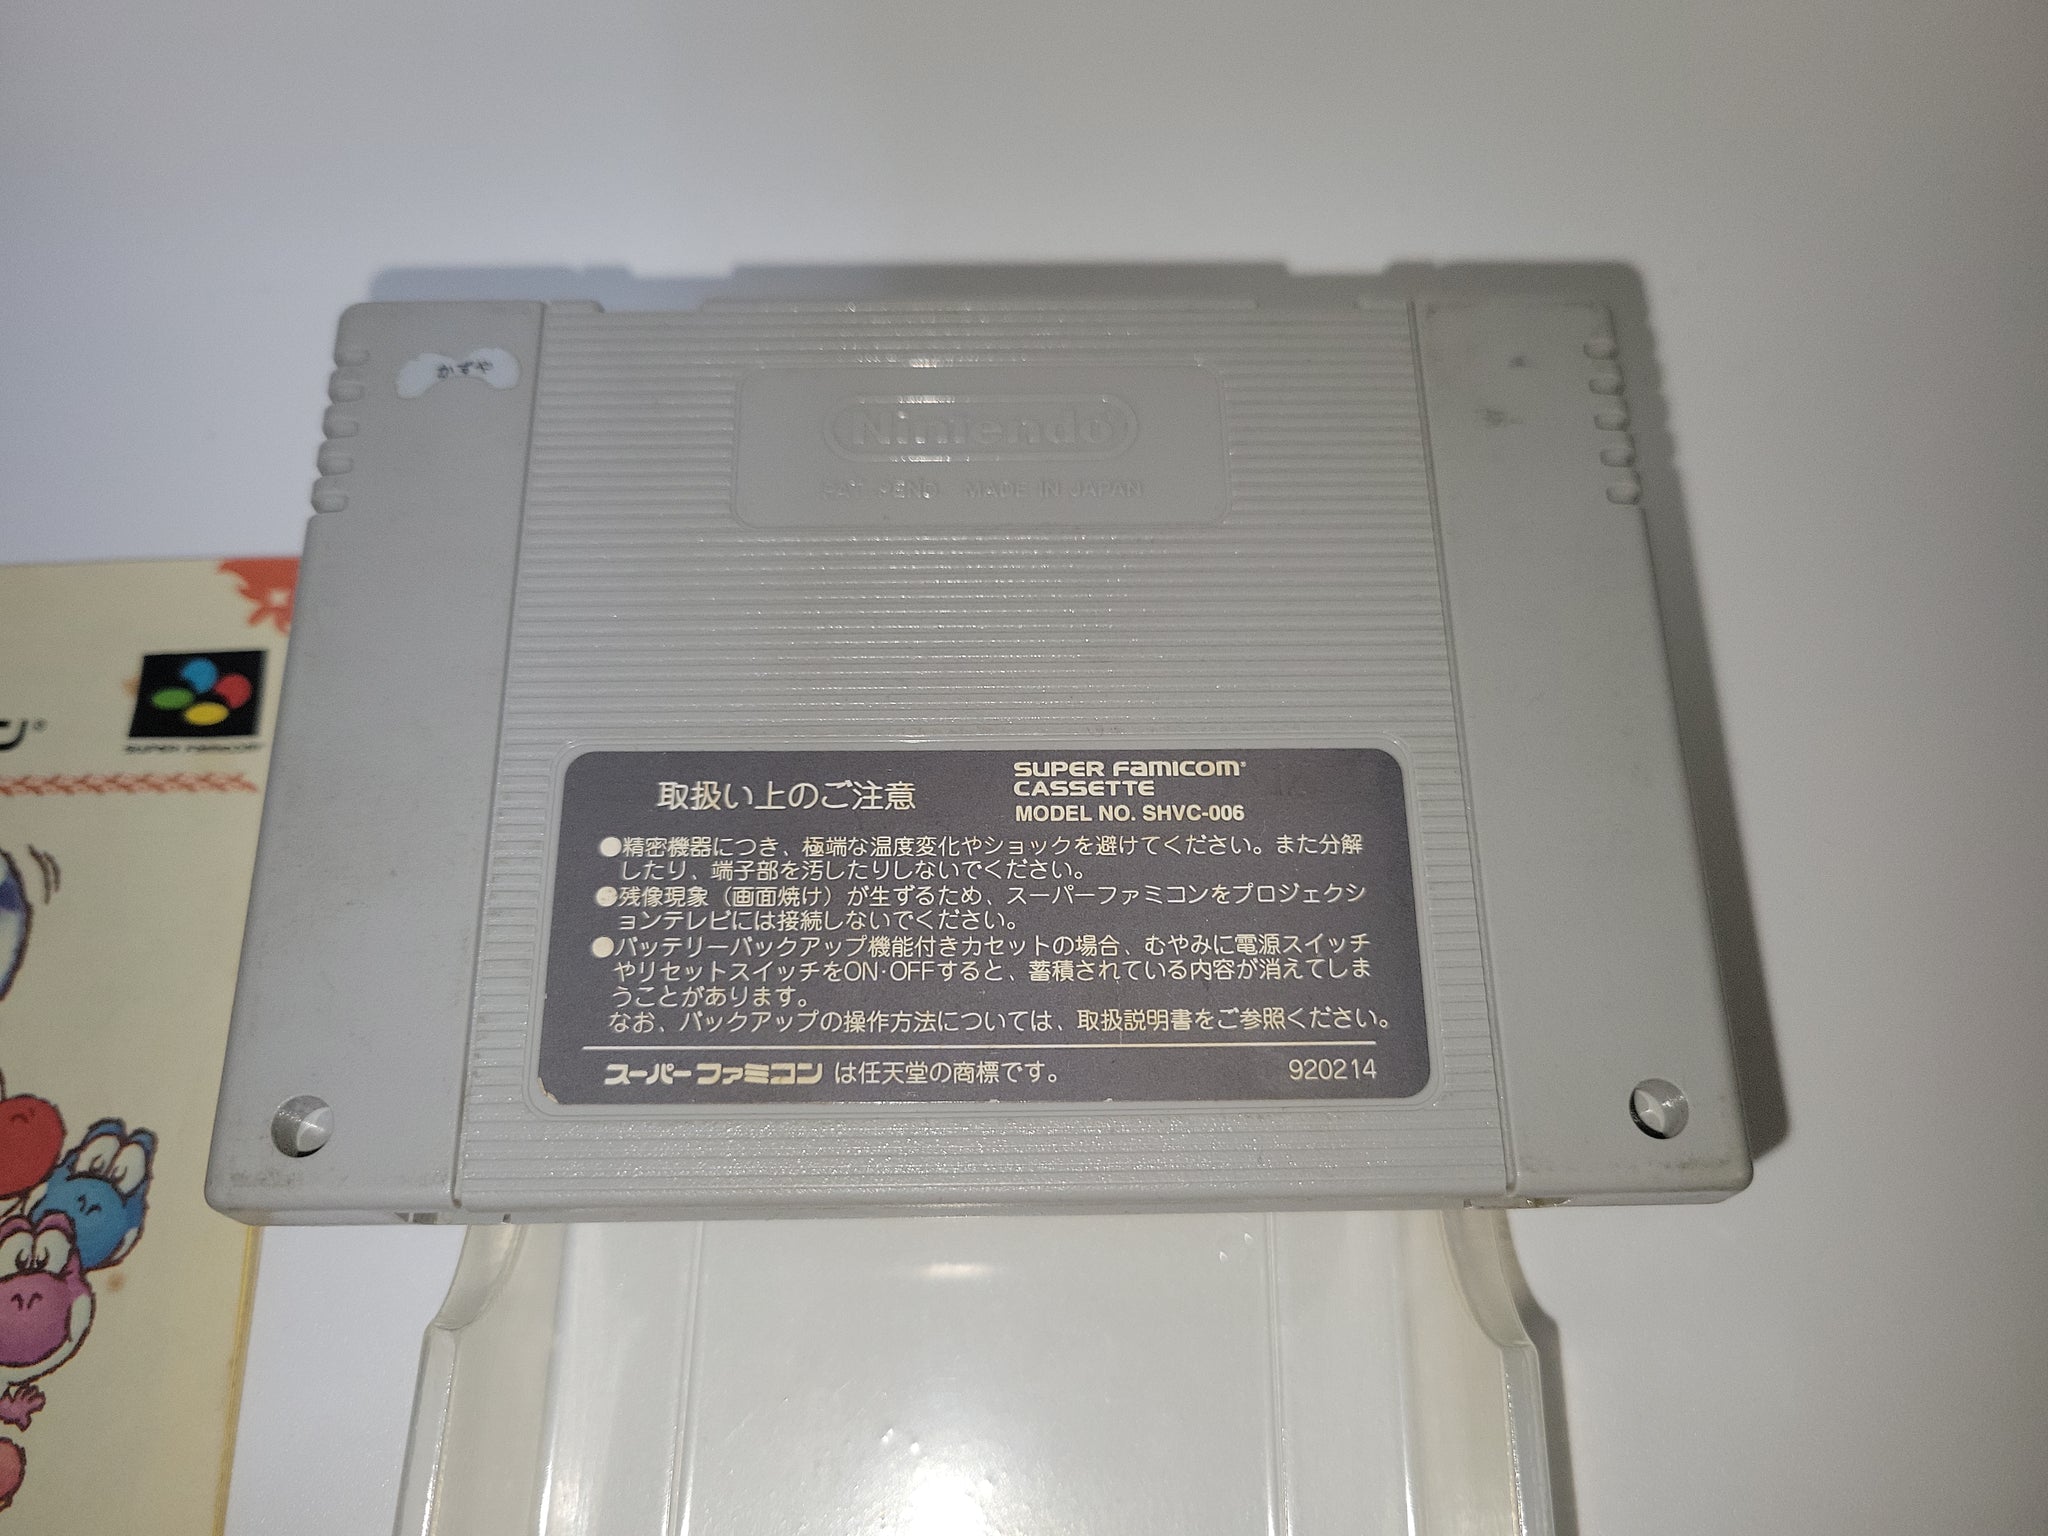 かずや
Nintendo
PAT. PEND. MADE IN JAPAN
ン®
SUPER FAMICOM
取扱い上のご注意
SUPER FAMICOM®
CASSETTE
MODEL NO. SHVC-006
●精密機器につき、極端な温度変化やショックを避けてください。また分解
したり、端子部を汚したりしないでください。
●残像現象(画面焼け)が生ずるため、スーパーファミコンをプロジェクシ
ョンテレビには接続しないでください。
●バッテリーバックアップ機能付きカセットの場合、むやみに電源スイッチ
やリセットスイッチをON·OFFすると、蓄積されている内容が消えてしま
うことがあります。
なお、バックアップの操作方法については、取扱説明書をご参照ください。
スーパーファミコンは任天堂の商標です。
920214